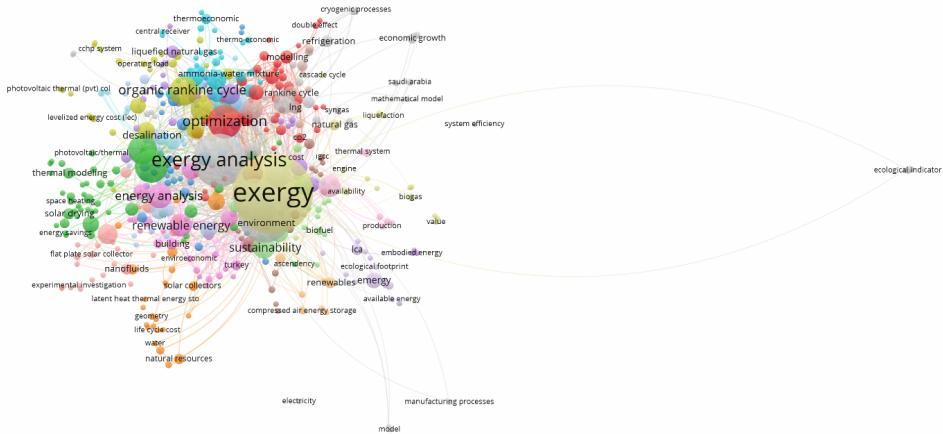 cryogenic processes
thermoeconomic
double effect
central receiver
thermo economic
refrigeration
economic growth
cchp system
liquefied natural gas
modelling
operating load
ammonia-water mixture
cascade cycle
saudi arabia
photovoltaic thermal (pvt) col
organic rankine cycle
rankine cycle
mathematical model
lng
syngas
liquefaction
levelized energy cost (lec)
optimization
natural gas
system efficiency
desalination
co2
photovoltaic/thermal
exergy analysis
cost
igcc
thermal system
engine
ecological indicator
thermal modeling
energy analysis
exergy
availability
biogas
space heating
solar drying
value
renewable energy
environment
production
energy savings
biofuel
building
sustainability
lca
embodied energy
flat plate solar collector
enviroeconomic
turkey
ascendency
ecological footprint
nanofluids
experimental investigation
solar collectors
renewables
emergy
latent heat thermal energy sto
available energy
compressed air energy storage
geometry
life cycle cost
water
natural resources
electricity
manufacturing processes
model